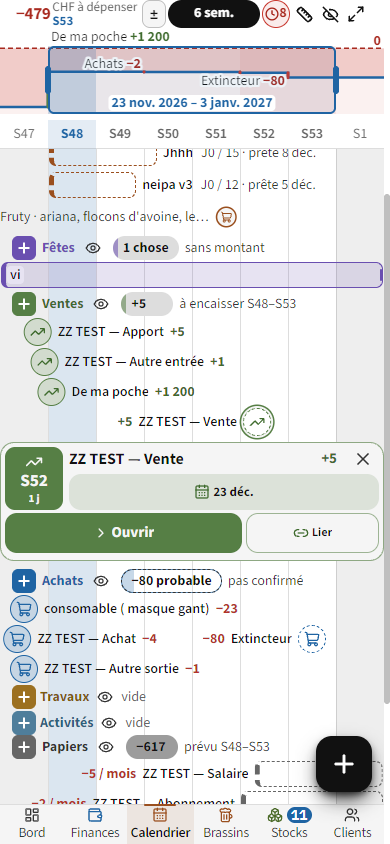 −479 CHF à dépenser
S53
± 6 sem. 8
De ma poche +1 200
0
Achats −2
Extincteur −80
23 nov. 2026 – 3 janv. 2027
S47 S48 S49 S50 S51 S52 S53 S1
Jhhh J0 / 15 · prête 8 déc.
neipa v3 J0 / 12 · prête 5 déc.
Fruty · ariana, flocons d'avoine, le…
Fêtes 1 chose sans montant
vi
Ventes +5 à encaisser S48–S53
ZZ TEST — Apport +5
ZZ TEST — Autre entrée +1
De ma poche +1 200
+5 ZZ TEST — Vente
S52
1 j
ZZ TEST — Vente +5
23 déc.
Ouvrir
Lier
Achats −80 probable pas confirmé
consomable ( masque gant) −23
ZZ TEST — Achat −4 −80 Extincteur
ZZ TEST — Autre sortie −1
Travaux vide
Activités vide
Papiers −617 prévu S48–S53
−5 / mois ZZ TEST — Salaire
−2 / mois ZZ TEST — Abonnement
Bord Finances Calendrier Brassins Stocks 11 Clients